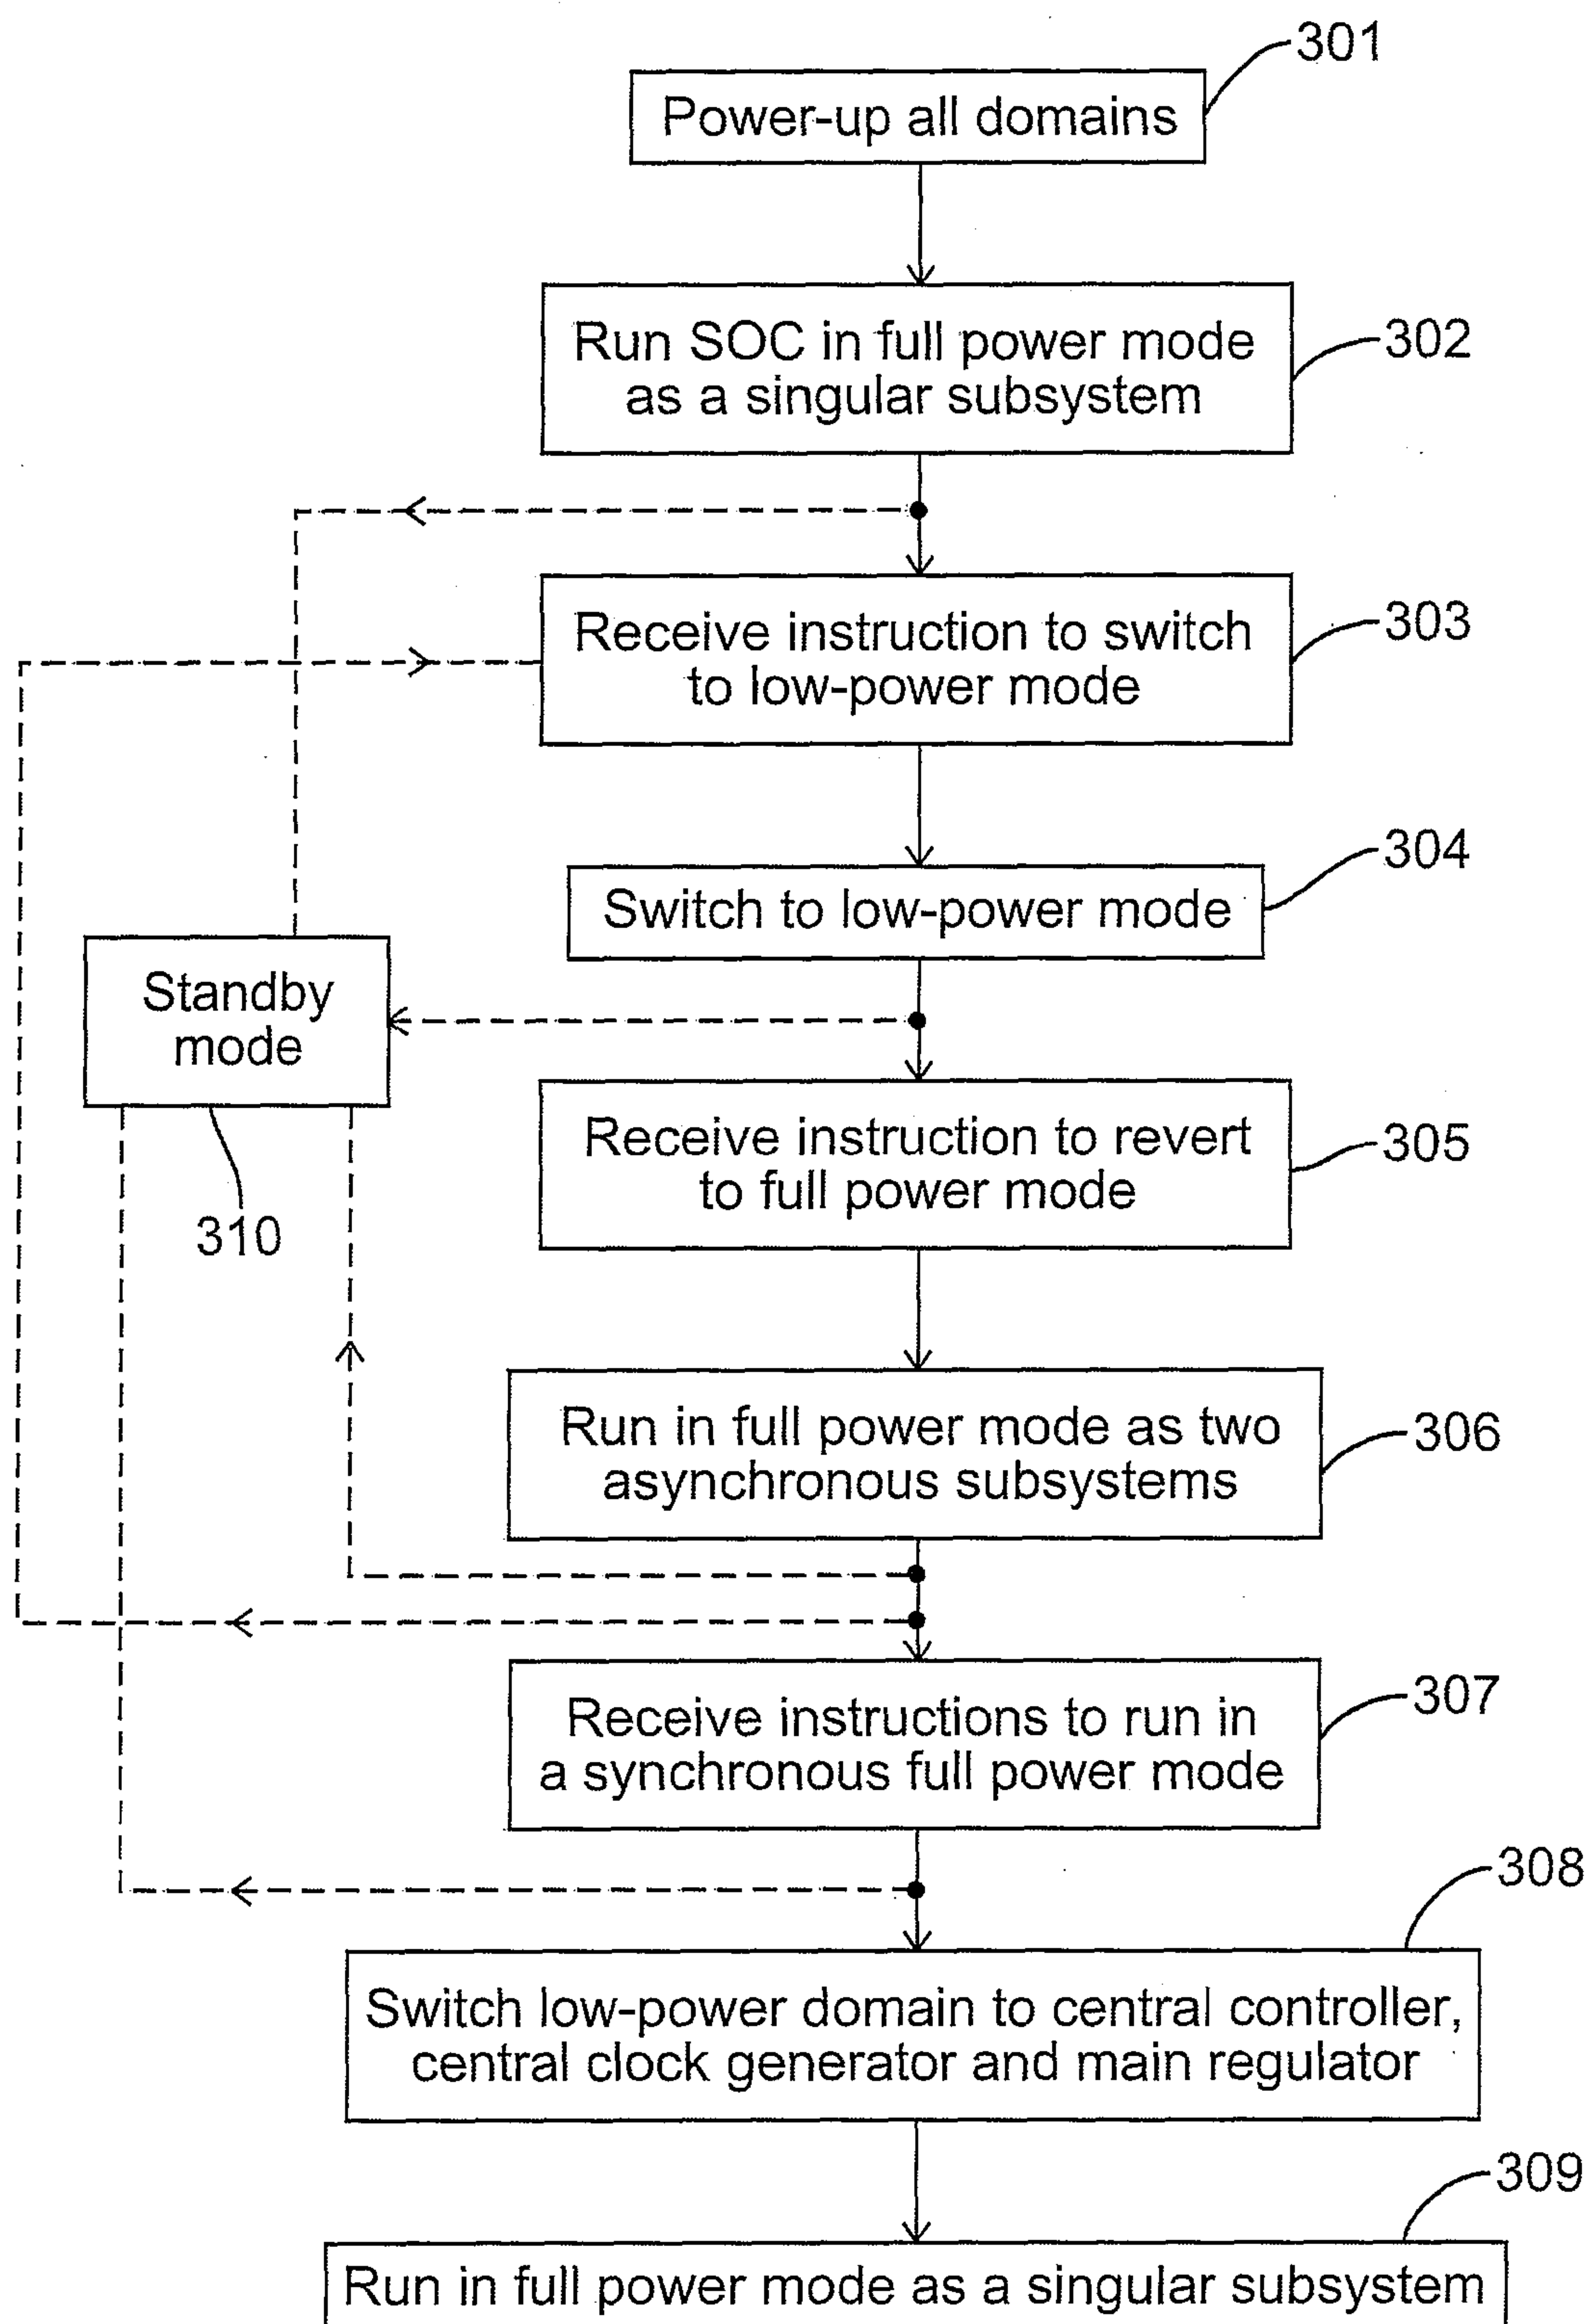 301
Power-up all domains
Run SOC in full power mode
as a singular subsystem
302
Receive instruction to switch
to low-power mode
303
304
Switch to low-power mode
Standby
mode
310
Receive instruction to revert
to full power mode
305
Run in full power mode as two
asynchronous subsystems
306
Receive instructions to run in
a synchronous full power mode
307
308
Switch low-power domain to central controller,
central clock generator and main regulator
309
Run in full power mode as a singular subsystem